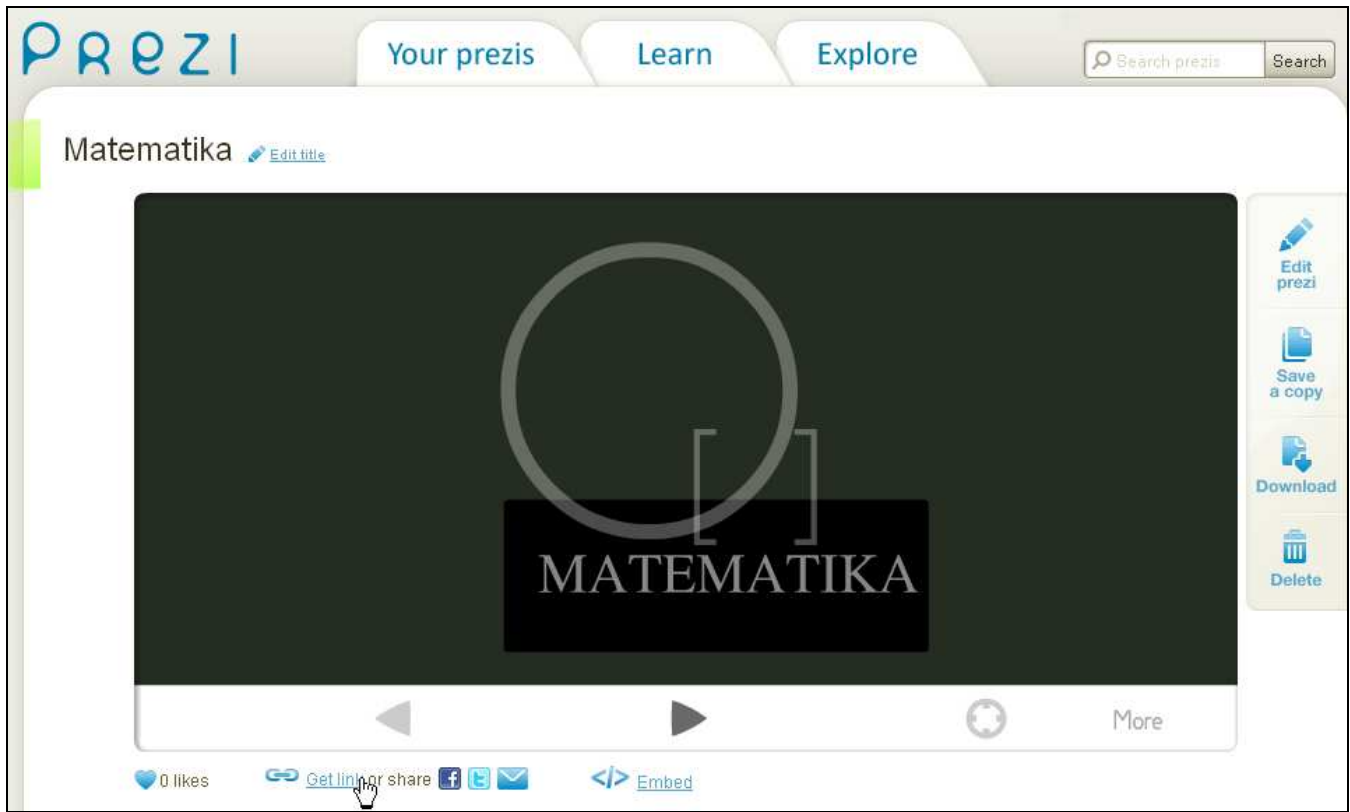 PReZI
Your prezis
Learn
Explore
Search prezis
Search
Matematika
Edit title
MATEMATIKA
Edit
prezi
Save
a copy
Download
Delete
More
0 likes
Get link or share
</> Embed